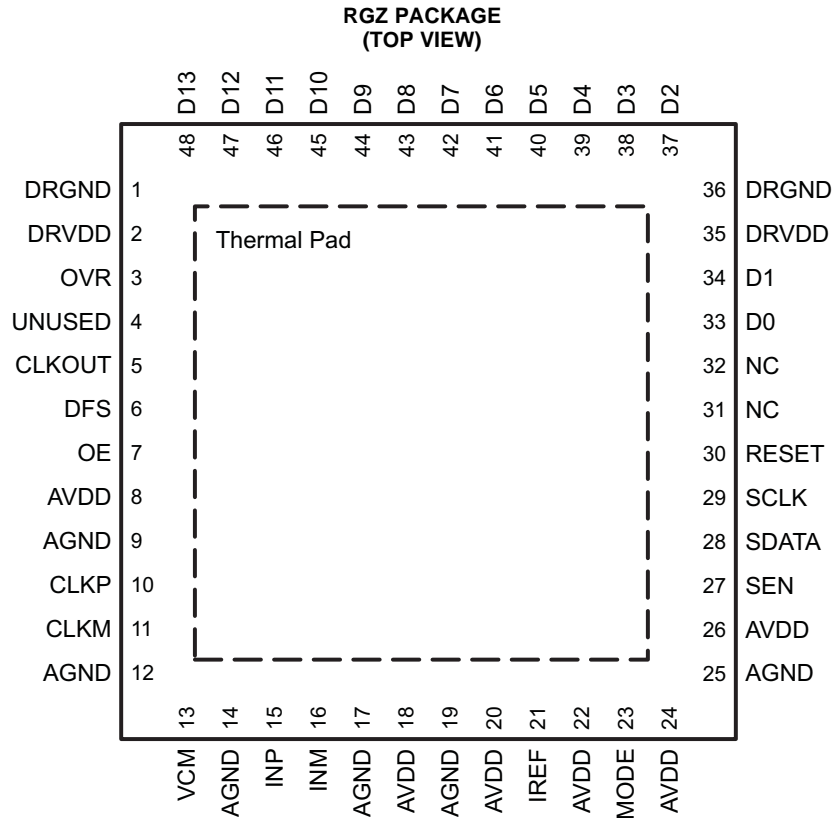 RGZ PACKAGE
(TOP VIEW)
D13 D12 D11 D10 D9 D8 D7 D6 D5 D4 D3 D2
48 47 46 45 44 43 42 41 40 39 38 37
DRGND 1 36 DRGND
DRVDD 2 Thermal Pad 35 DRVDD
OVR 3 34 D1
UNUSED 4 33 D0
CLKOUT 5 32 NC
DFS 6 31 NC
OE 7 30 RESET
AVDD 8 29 SCLK
AGND 9 28 SDATA
CLKP 10 27 SEN
CLKM 11 26 AVDD
AGND 12 25 AGND
13 14 15 16 17 18 19 20 21 22 23 24
VCM AGND INP INM AGND AVDD AGND AVDD IREF AVDD MODE AVDD